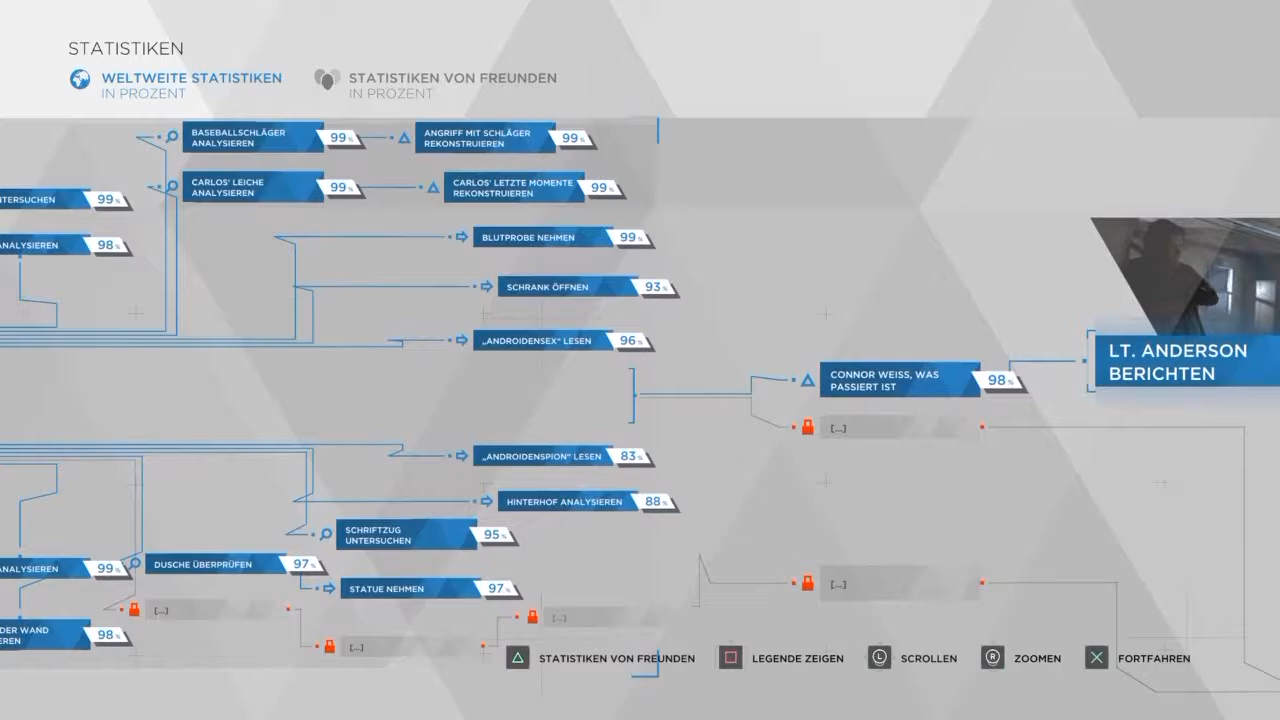 STATISTIKEN
WELTWEITE STATISTIKEN
IN PROZENT
STATISTIKEN VON FREUNDEN
IN PROZENT
BASEBALLSCHLÄGER
ANALYSIEREN
99%
ANGRIFF MIT SCHLÄGER
REKONSTRUIEREN
99%
CARLOS' LEICHE
ANALYSIEREN
99%
CARLOS' LETZTE MOMENTE
REKONSTRUIEREN
99%
NTERSUCHEN
99%
ANALYSIEREN
98%
BLUTPROBE NEHMEN
99%
SCHRANK ÖFFNEN
93%
„ANDROIDENSEX“ LESEN
96%
LT. ANDERSON
BERICHTEN
CONNOR WEISS, WAS
PASSIERT IST
98%
[...]
„ANDROIDENSPION“ LESEN
83%
HINTERHOF ANALYSIEREN
88%
SCHRIFTZUG
UNTERSUCHEN
95%
ANALYSIEREN
99%
DUSCHE ÜBERPRÜFEN
97%
STATUE NEHMEN
97%
[...]
[...]
[...]
DER WAND
EREN
98%
[...]
STATISTIKEN VON FREUNDEN
LEGENDE ZEIGEN
L
SCROLLEN
R
ZOOMEN
FORTFAHREN